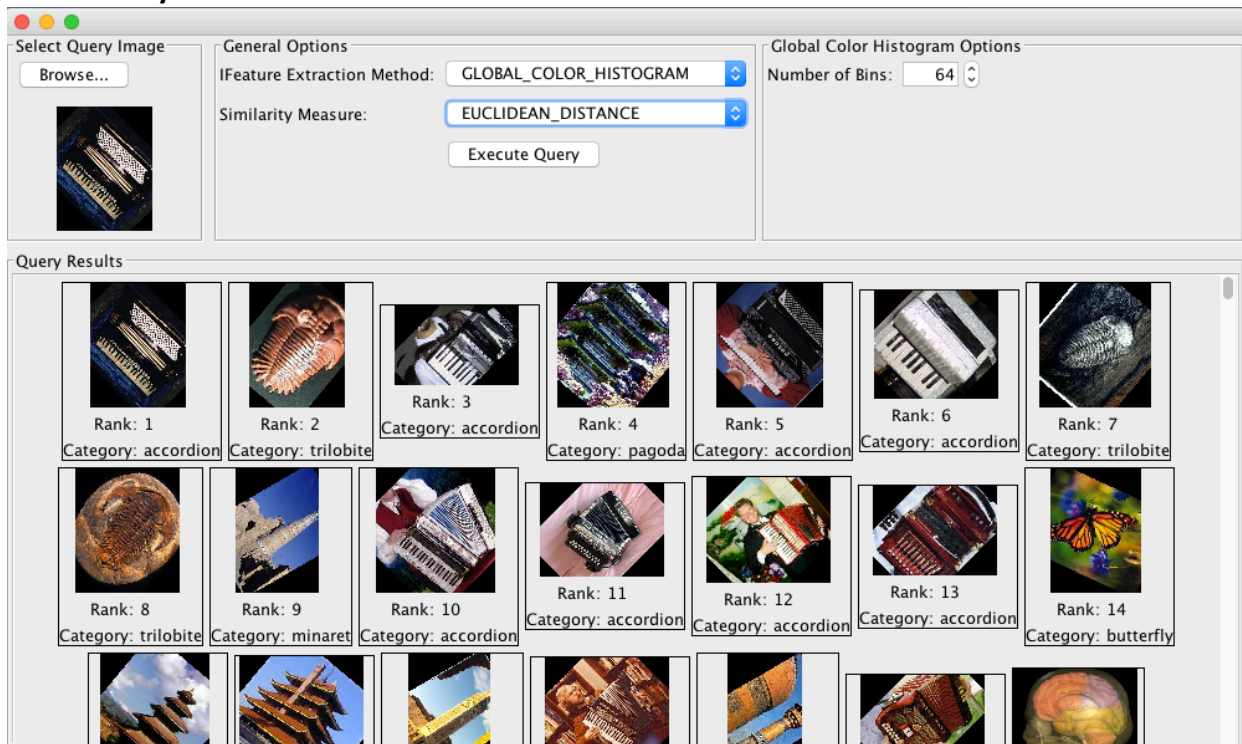 Select Query Image
General Options
Global Color Histogram Options
Browse...
IFeature Extraction Method:
GLOBAL_COLOR_HISTOGRAM
Number of Bins:
64
Similarity Measure:
EUCLIDEAN_DISTANCE
Execute Query
Query Results
Rank: 1
Category: accordion
Rank: 2
Category: trilobite
Rank: 3
Category: accordion
Rank: 4
Category: pagoda
Rank: 5
Category: accordion
Rank: 6
Category: accordion
Rank: 7
Category: trilobite
Rank: 8
Category: trilobite
Rank: 9
Category: minaret
Rank: 10
Category: accordion
Rank: 11
Category: accordion
Rank: 12
Category: accordion
Rank: 13
Category: accordion
Rank: 14
Category: butterfly